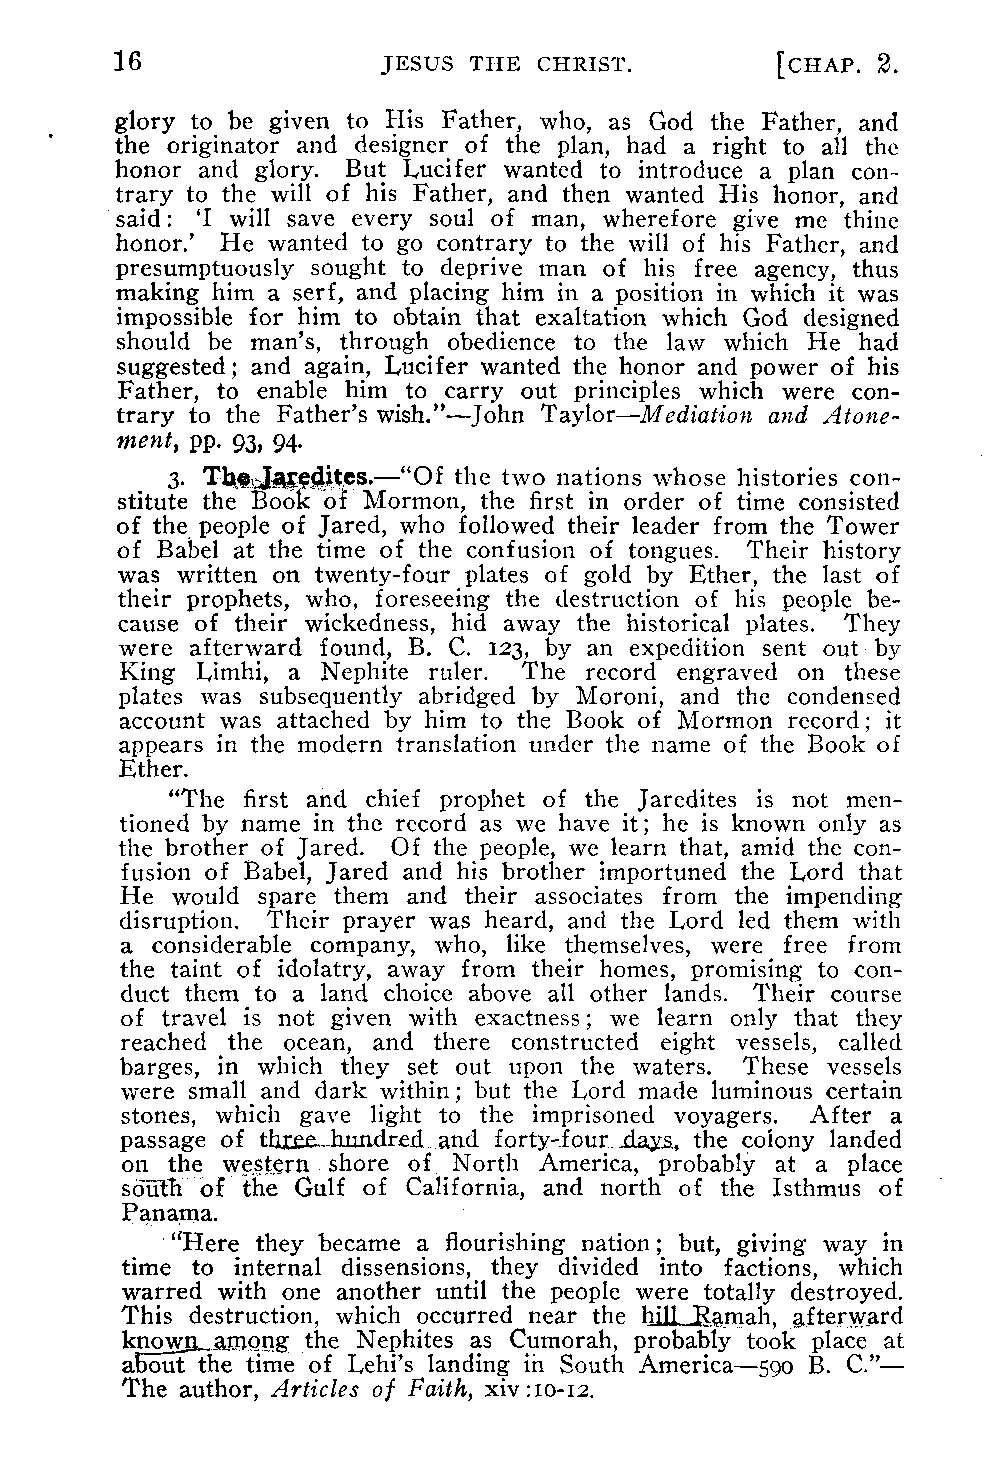 16 JESUS THE CHRIST. [CHAP. 2.
glory to be given to His Father, who, as God the Father, and
the originator and designer of the plan, had a right to all the
honor and glory. But Lucifer wanted to introduce a plan con-
trary to the will of his Father, and then wanted His honor, and
said: 'I will save every soul of man, wherefore give me thine
honor.' He wanted to go contrary to the will of his Father, and
presumptuously sought to deprive man of his free agency, thus
making him a serf, and placing him in a position in which it was
impossible for him to obtain that exaltation which God designed
should be man's, through obedience to the law which He had
suggested; and again, Lucifer wanted the honor and power of his
Father, to enable him to carry out principles which were con-
trary to the Father's wish."—John Taylor—Mediation and Atone-
ment, pp. 93, 94.
3. The Jaredites.—"Of the two nations whose histories con-
stitute the Book of Mormon, the first in order of time consisted
of the people of Jared, who followed their leader from the Tower
of Babel at the time of the confusion of tongues. Their history
was written on twenty-four plates of gold by Ether, the last of
their prophets, who, foreseeing the destruction of his people be-
cause of their wickedness, hid away the historical plates. They
were afterward found, B. C. 123, by an expedition sent out by
King Limhi, a Nephite ruler. The record engraved on these
plates was subsequently abridged by Moroni, and the condensed
account was attached by him to the Book of Mormon record; it
appears in the modern translation under the name of the Book of
Ether.
"The first and chief prophet of the Jaredites is not men-
tioned by name in the record as we have it; he is known only as
the brother of Jared. Of the people, we learn that, amid the con-
fusion of Babel, Jared and his brother importuned the Lord that
He would spare them and their associates from the impending
disruption. Their prayer was heard, and the Lord led them with
a considerable company, who, like themselves, were free from
the taint of idolatry, away from their homes, promising to con-
duct them to a land choice above all other lands. Their course
of travel is not given with exactness; we learn only that they
reached the ocean, and there constructed eight vessels, called
barges, in which they set out upon the waters. These vessels
were small and dark within; but the Lord made luminous certain
stones, which gave light to the imprisoned voyagers. After a
passage of three hundred and forty-four days, the colony landed
on the western shore of North America, probably at a place
south of the Gulf of California, and north of the Isthmus of
Panama.
"Here they became a flourishing nation; but, giving way in
time to internal dissensions, they divided into factions, which
warred with one another until the people were totally destroyed.
This destruction, which occurred near the hill Ramah, afterward
known among the Nephites as Cumorah, probably took place at
about the time of Lehi's landing in South America—590 B. C."—
The author, Articles of Faith, xiv:10-12.